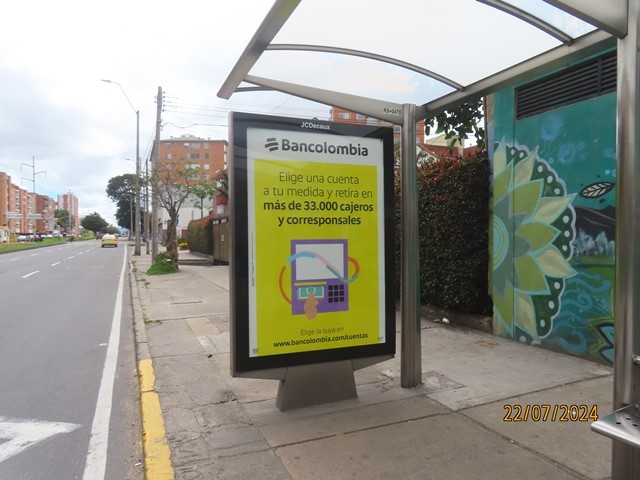 JCDecaux
Bancolombia
Elige una cuenta
a tu medida y retira en
más de 33.000 cajeros
y corresponsales
Elige la tuya en
www.bancolombia.com/cuentas
22/07/2024